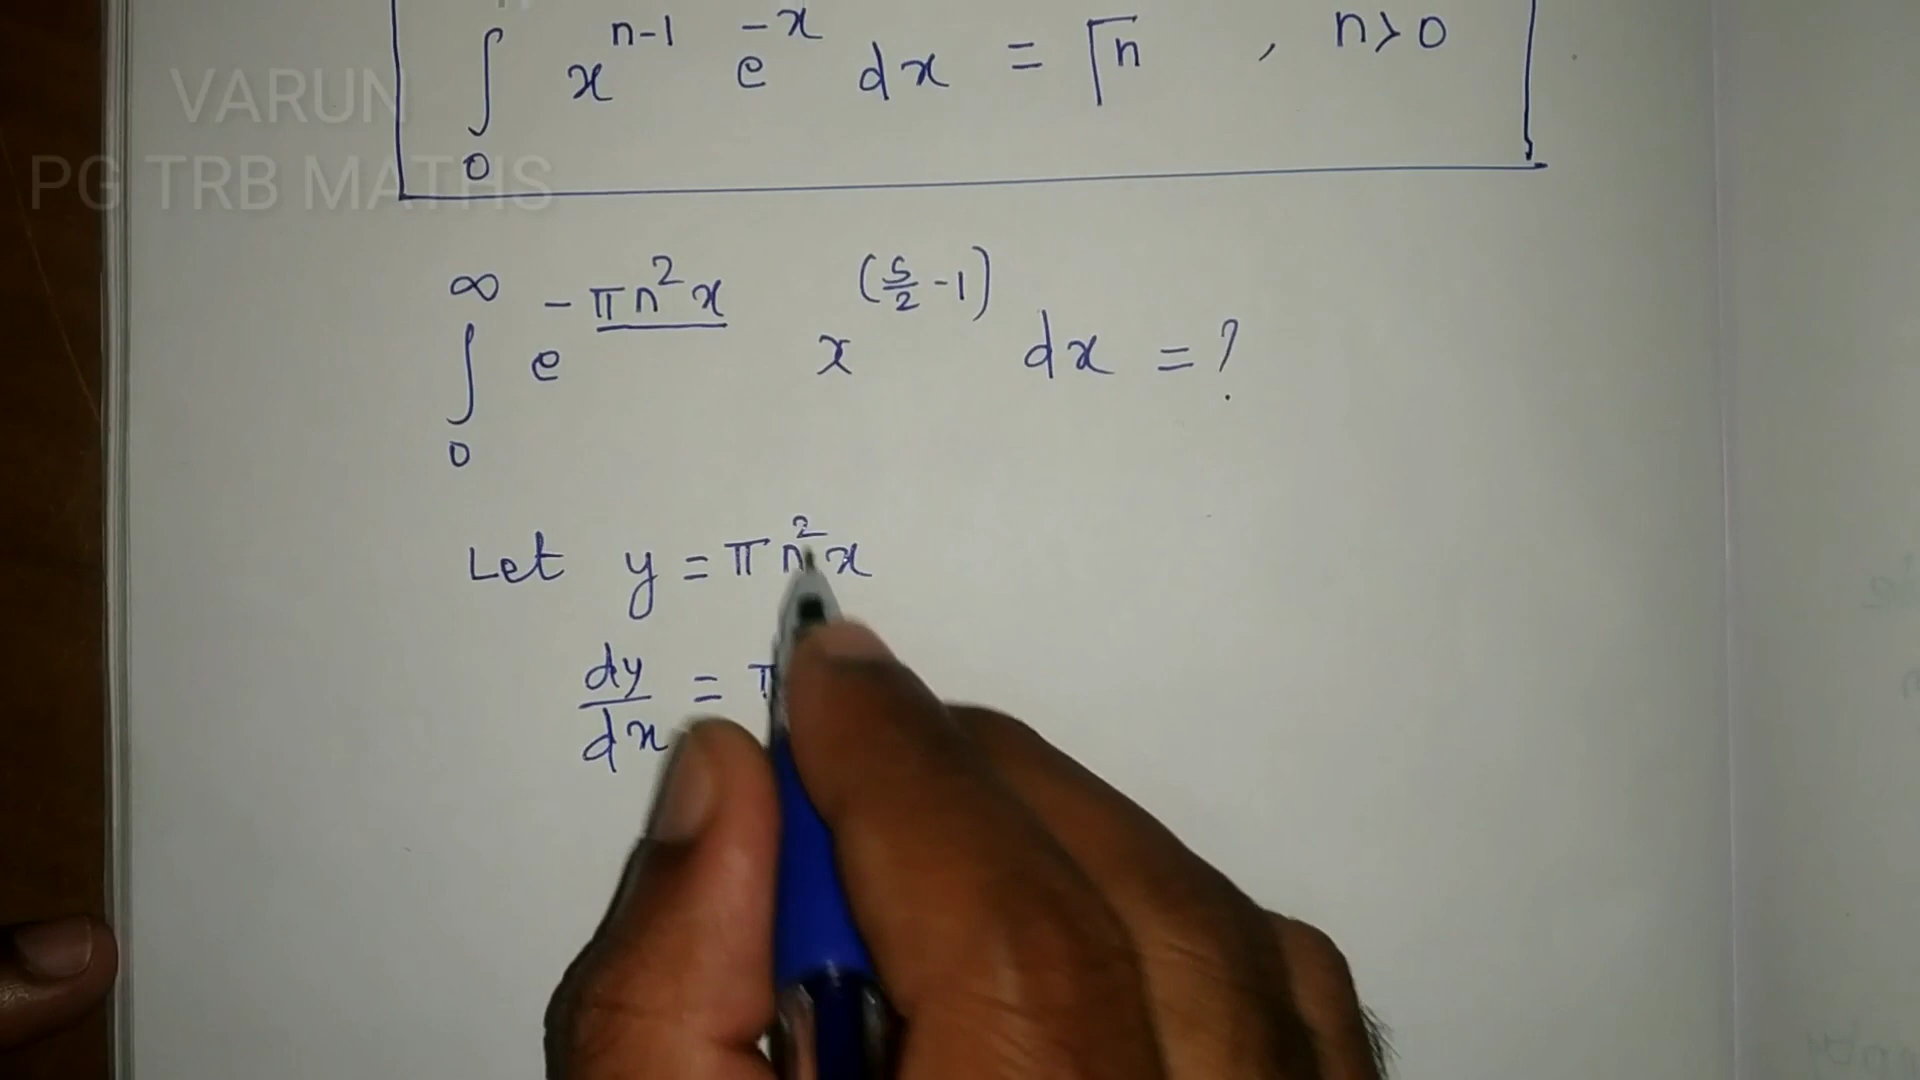 VARUN
PG TRB MATHS
∫₀ x^(n-1) e^(-x) dx = Γn , n>0
∫₀^∞ e^(-πn²x) x^(s/2 -1) dx = ?
Let y = πn²x
dy/dx = π